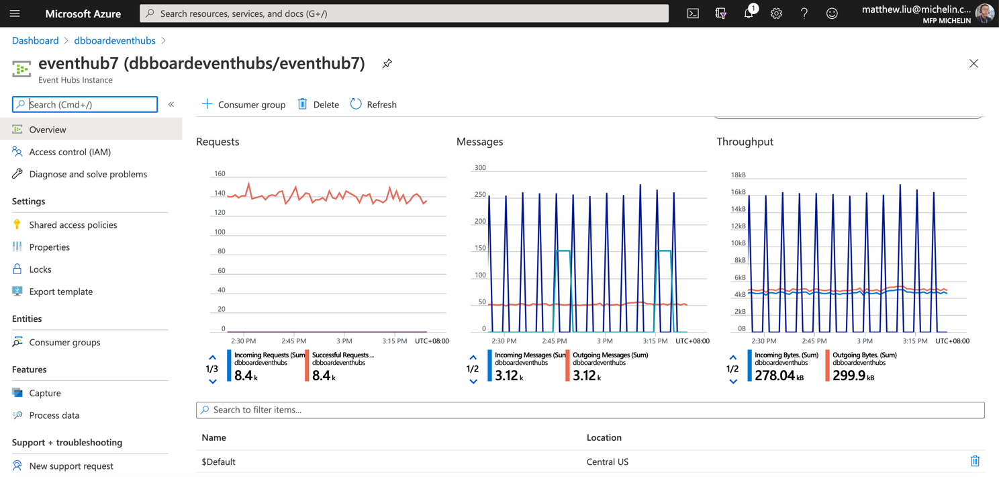 Microsoft Azure
Search resources, services, and docs (G+/)
1
matthew.liu@michelin.c...
MFP MICHELIN
Dashboard > dbboardeventhubs >
eventhub7 (dbboardeventhubs/eventhub7)
Event Hubs Instance
Search (Cmd+/)
«
Consumer group
Delete
Refresh
Overview
Access control (IAM)
Diagnose and solve problems
Settings
Shared access policies
Properties
Locks
Export template
Entities
Consumer groups
Features
Capture
Process data
Support + troubleshooting
New support request
Requests
160
140
120
100
80
60
40
20
0
2:30 PM 2:45 PM 3 PM 3:15 PM UTC+08:00
1/3
Incoming Requests (Sum
dbboardeventhubs
8.4 k
Successful Requests ...
dbboardeventhubs
8.4 k
Messages
300
250
200
150
100
50
0
2:30 PM 2:45 PM 3 PM 3:15 PM UTC+08:00
1/2
Incoming Messages (Sum
dbboardeventhubs
3.12 k
Outgoing Messages (Sum)
dbboardeventhubs
3.12 k
Throughput
18kB
16kB
14kB
12kB
10kB
8kB
6kB
4kB
2kB
0B
2:30 PM 2:45 PM 3 PM 3:15 PM UTC+08:00
1/2
Incoming Bytes. (Sum)
dbboardeventhubs
278.04 kB
Outgoing Bytes. (Sum)
dbboardeventhubs
299.9 kB
Search to filter items...
Name Location
$Default Central US